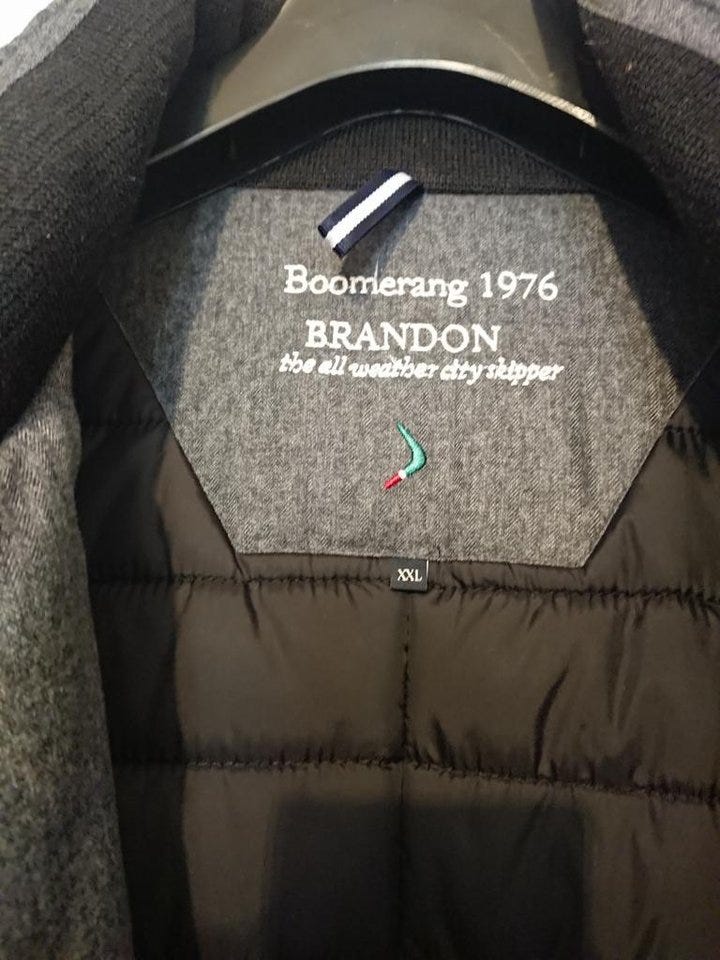 Boomerang 1976
BRANDON
the all weather city skipper
XXL